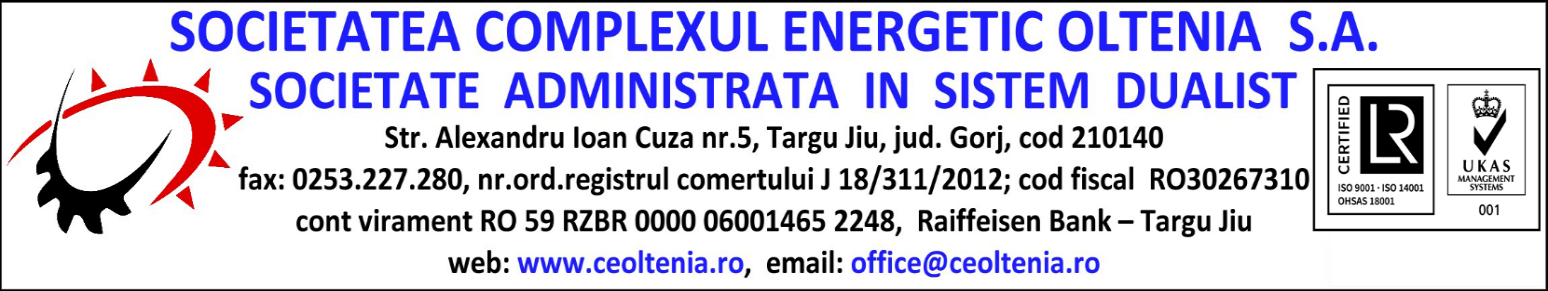 SOCIETATEA COMPLEXUL ENERGETIC OLTENIA S.A.
SOCIETATE ADMINISTRATA IN SISTEM DUALIST
Str. Alexandru Ioan Cuza nr.5, Targu Jiu, jud. Gorj, cod 210140
fax: 0253.227.280, nr.ord.registrul comertului J 18/311/2012; cod fiscal RO30267310
cont virament RO 59 RZBR 0000 06001465 2248, Raiffeisen Bank – Targu Jiu
web: www.ceoltenia.ro, email: office@ceoltenia.ro
CERTIFIED
LR
ISO 9001 · ISO 14001
OHSAS 18001
UKAS
MANAGEMENT
SYSTEMS
001